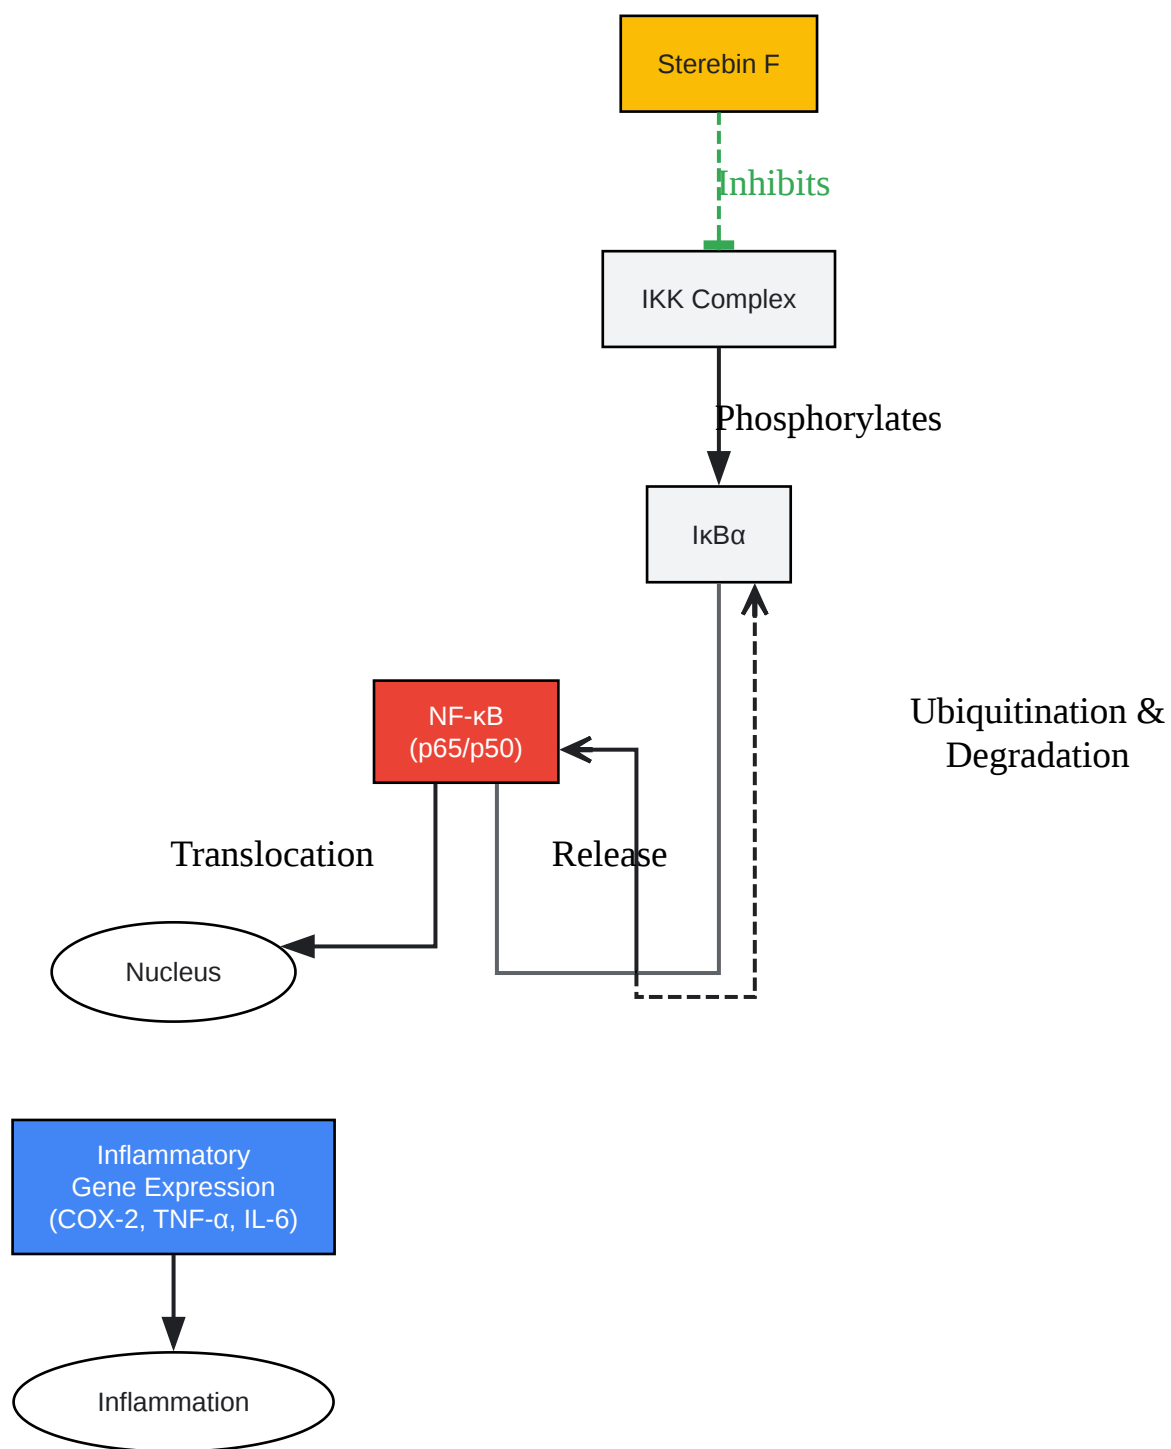 Sterebin F
Inhibits
IKK Complex
Phosphorylates
IκBα
NF-κB
(p65/p50)
Ubiquitination &
Degradation
Translocation
Release
Nucleus
Inflammatory
Gene Expression
(COX-2, TNF-α, IL-6)
Inflammation